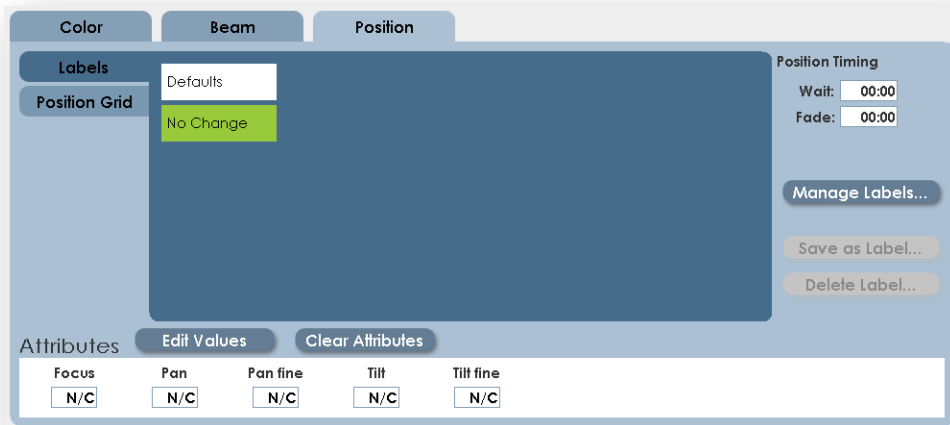 Color Beam Position
Labels
Position Grid
Defaults
No Change
Position Timing
Wait: 00:00
Fade: 00:00
Manage Labels...
Save as Label...
Delete Label...
Attributes Edit Values Clear Attributes
Focus Pan Pan fine Tilt Tilt fine
N/C N/C N/C N/C N/C